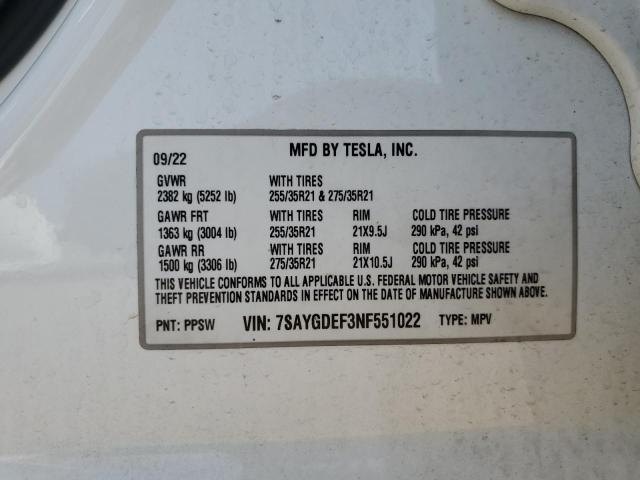 09/22 MFD BY TESLA, INC.
GVWR WITH TIRES
2382 kg (5252 lb) 255/35R21 & 275/35R21
GAWR FRT WITH TIRES RIM COLD TIRE PRESSURE
1363 kg (3004 lb) 255/35R21 21X9.5J 290 kPa, 42 psi
GAWR RR WITH TIRES RIM COLD TIRE PRESSURE
1500 kg (3306 lb) 275/35R21 21X10.5J 290 kPa, 42 psi
THIS VEHICLE CONFORMS TO ALL APPLICABLE U.S. FEDERAL MOTOR VEHICLE SAFETY AND
THEFT PREVENTION STANDARDS IN EFFECT ON THE DATE OF MANUFACTURE SHOWN ABOVE.
PNT: PPSW VIN: 7SAYGDEF3NF551022 TYPE: MPV